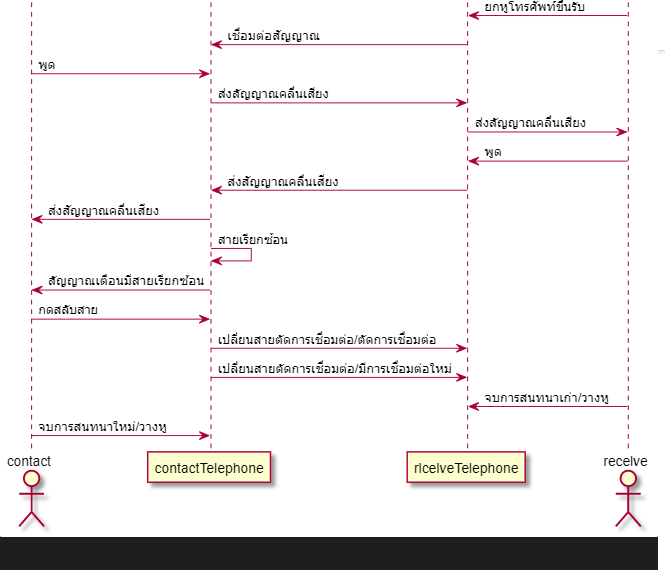 ยกหูโทรศัพท์ขึ้นรับ
เชื่อมต่อสัญญาณ
พูด
ส่งสัญญาณคลื่นเสียง
ส่งสัญญาณคลื่นเสียง
พูด
ส่งสัญญาณคลื่นเสียง
ส่งสัญญาณคลื่นเสียง
สายเรียกซ้อน
สัญญาณเตือนมีสายเรียกซ้อน
กดสลับสาย
เปลี่ยนสายตัดการเชื่อมต่อ/ตัดการเชื่อมต่อ
เปลี่ยนสายตัดการเชื่อมต่อ/มีการเชื่อมต่อใหม่
จบการสนทนาเก่า/วางหู
จบการสนทนาใหม่/วางหู
contact
contactTelephone
riceiveTelephone
receive